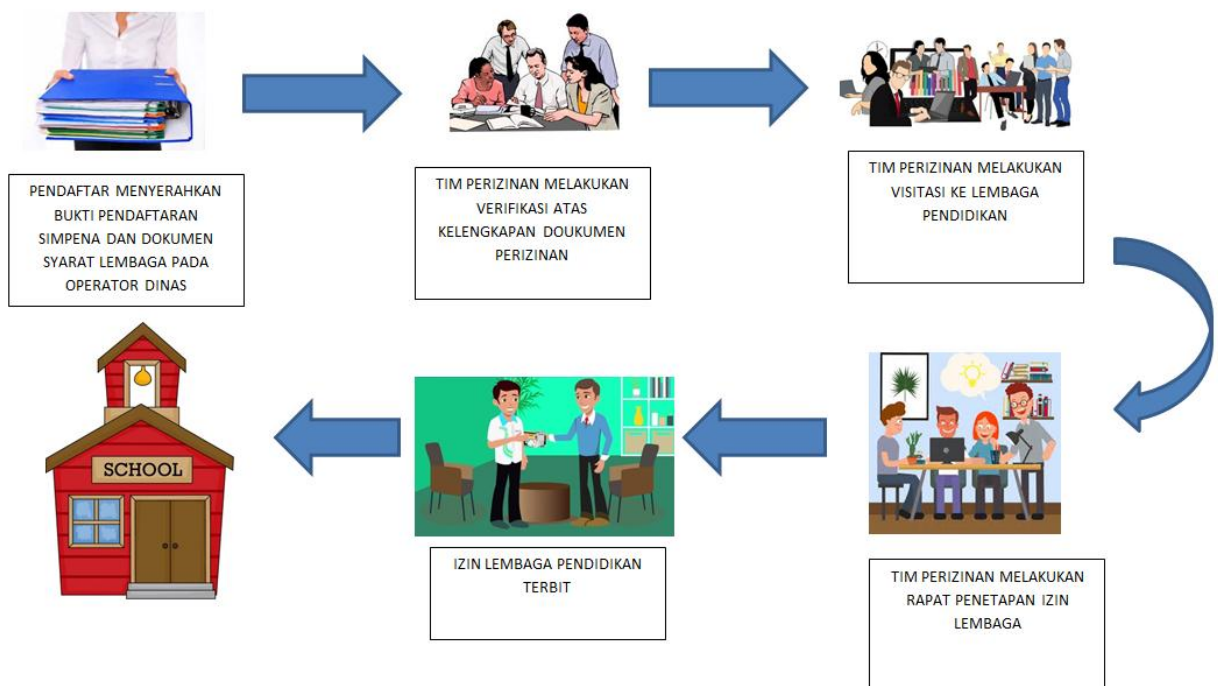 PENDAFTAR MENYERAHKAN
BUKTI PENDAFTARAN
SIMPENA DAN DOKUMEN
SYARAT LEMBAGA PADA
OPERATOR DINAS
TIM PERIZINAN MELAKUKAN
VERIFIKASI ATAS
KELENGKAPAN DOUKUMEN
PERIZINAN
TIM PERIZINAN MELAKUKAN
VISITASI KE LEMBAGA
PENDIDIKAN
TIM PERIZINAN MELAKUKAN
RAPAT PENETAPAN IZIN
LEMBAGA
IZIN LEMBAGA PENDIDIKAN
TERBIT
SCHOOL